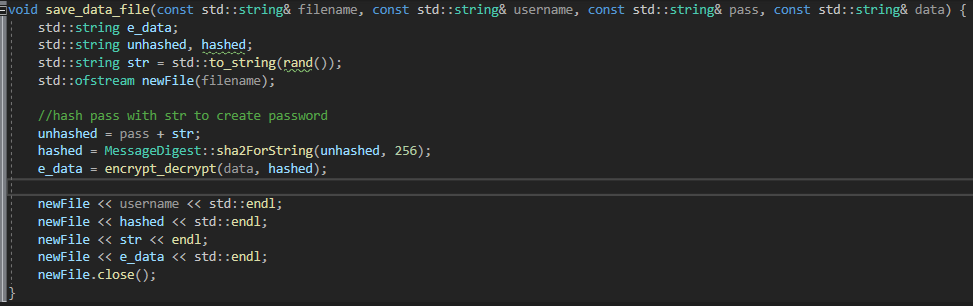 void save_data_file(const std::string& filename, const std::string& username, const std::string& pass, const std::string& data) {
    std::string e_data;
    std::string unhashed, hashed;
    std::string str = std::to_string(rand());
    std::ofstream newFile(filename);

    //hash pass with str to create password
    unhashed = pass + str;
    hashed = MessageDigest::sha2ForString(unhashed, 256);
    e_data = encrypt_decrypt(data, hashed);

    newFile << username << std::endl;
    newFile << hashed << std::endl;
    newFile << str << endl;
    newFile << e_data << std::endl;
    newFile.close();
}